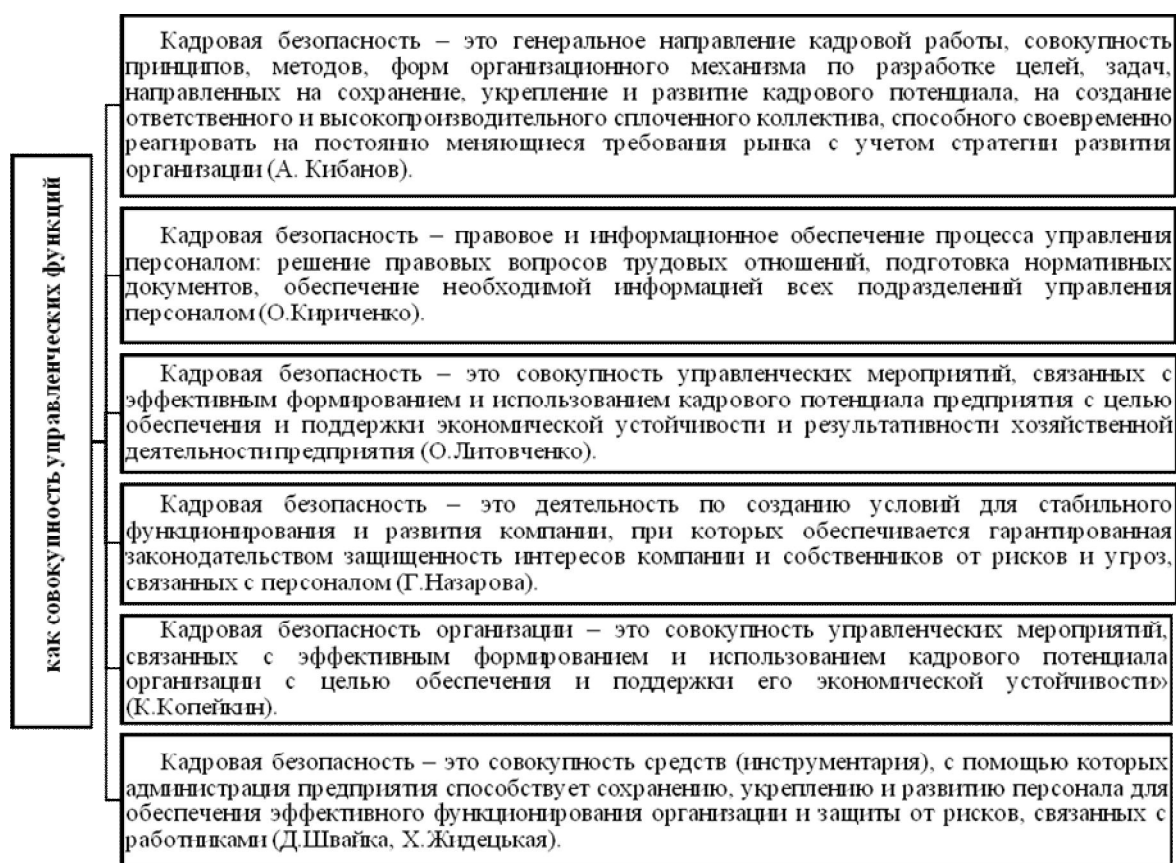 как совокупность управленческих функций
Кадровая безопасность – это генеральное направление кадровой работы, совокупность
принципов, методов, форм организационного механизма по разработке целей, задач,
направленных на сохранение, укрепление и развитие кадрового потенциала, на создание
ответственного и высокопроизводительного сплоченного коллектива, способного своевременно
реагировать на постоянно меняющиеся требования рынка с учетом стратегии развития
организации (А. Кибанов).
Кадровая безопасность – правовое и информационное обеспечение процесса управления
персоналом: решение правовых вопросов трудовых отношений, подготовка нормативных
документов, обеспечение необходимой информацией всех подразделений управления
персоналом (О.Кириченко).
Кадровая безопасность – это совокупность управленческих мероприятий, связанных с
эффективным формированием и использованием кадрового потенциала предприятия с целью
обеспечения и поддержки экономической устойчивости и результативности хозяйственной
деятельности предприятия (О.Литовченко).
Кадровая безопасность – это деятельность по созданию условий для стабильного
функционирования и развития компании, при которых обеспечивается гарантированная
законодательством защищенность интересов компании и собственников от рисков и угроз,
связанных с персоналом (Г.Назарова).
Кадровая безопасность организации – это совокупность управленческих мероприятий,
связанных с эффективным формированием и использованием кадрового потенциала
организации с целью обеспечения и поддержки его экономической устойчивости»
(К.Копейкин).
Кадровая безопасность – это совокупность средств (инструментария), с помощью которых
администрация предприятия способствует сохранению, укреплению и развитию персонала для
обеспечения эффективного функционирования организации и защиты от рисков, связанных с
работниками (Д.Швайка, Х.Жидецькая).